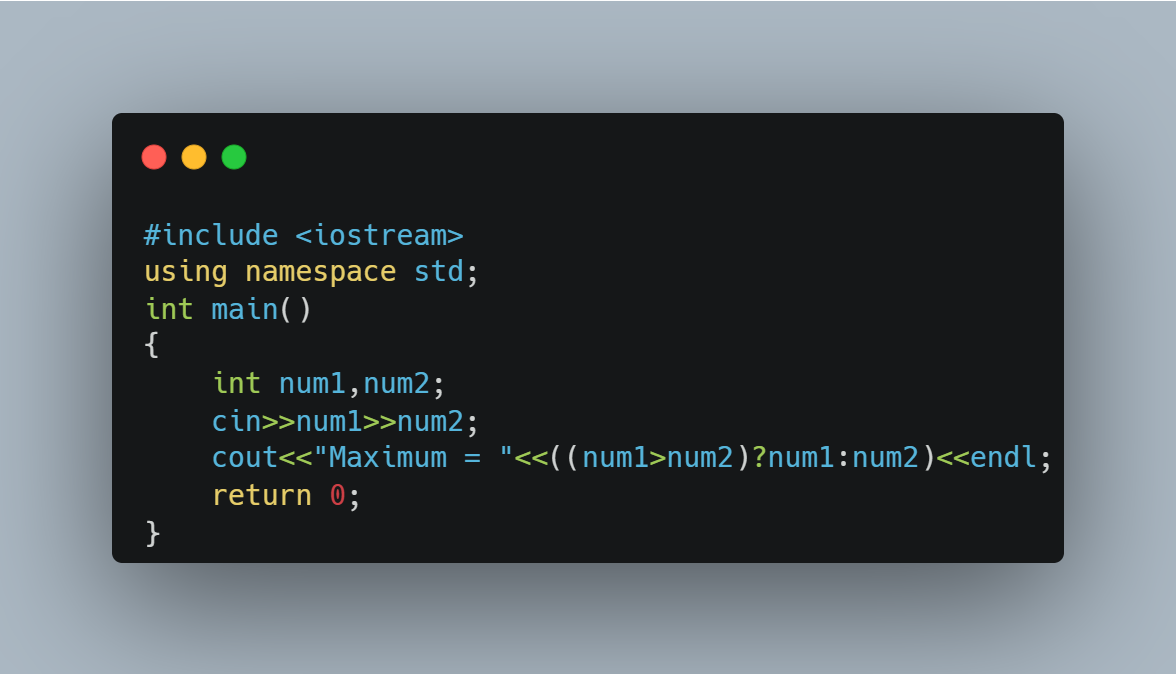 #include <iostream>
using namespace std;
int main()
{
    int num1,num2;
    cin>>num1>>num2;
    cout<<"Maximum = "<<((num1>num2)?num1:num2)<<endl;
    return 0;
}